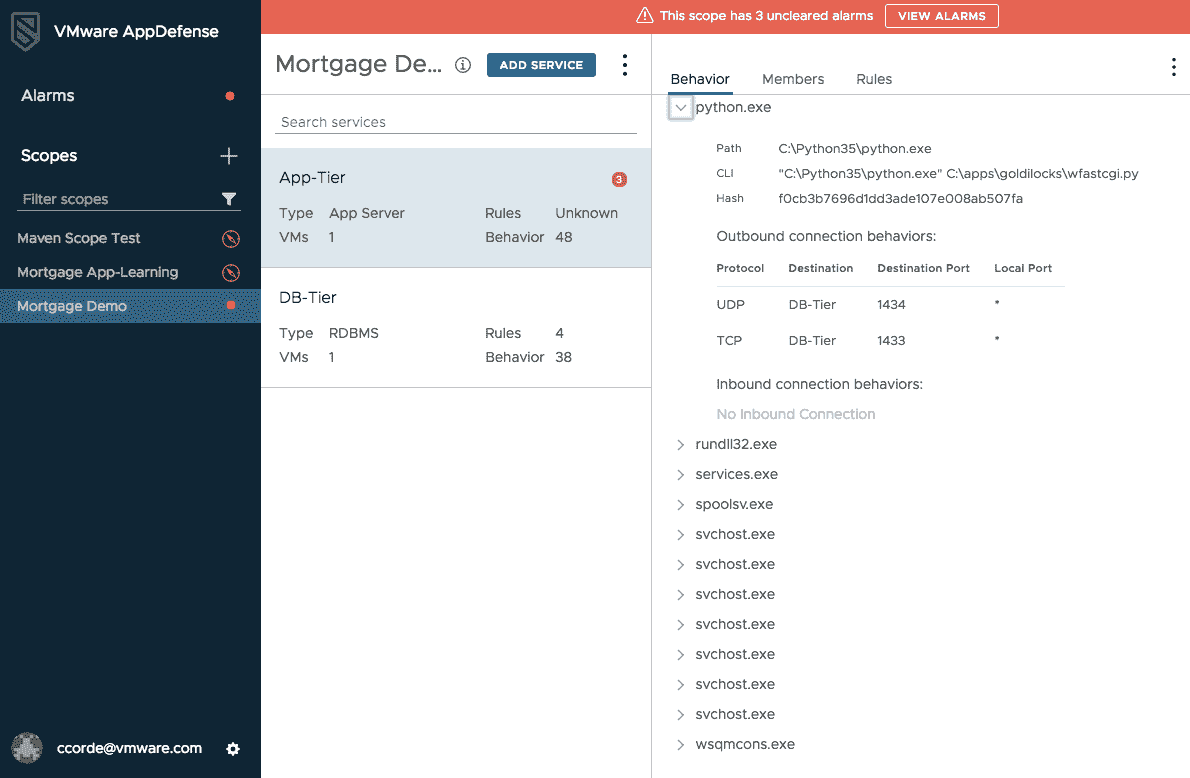 VMware AppDefense
Alarms
Scopes
Filter scopes
Maven Scope Test
Mortgage App-Learning
Mortgage Demo
ccorde@vmware.com
This scope has 3 uncleared alarms VIEW ALARMS
Mortgage De... ADD SERVICE
Search services
App-Tier 3
Type App Server Rules Unknown
VMs 1 Behavior 48
DB-Tier
Type RDBMS Rules 4
VMs 1 Behavior 38
Behavior Members Rules
python.exe
Path C:\Python35\python.exe
CLI "C:\Python35\python.exe" C:\apps\goldilocks\wfastcgi.py
Hash f0cb3b7696d1dd3ade107e008ab507fa
Outbound connection behaviors:
Protocol Destination Destination Port Local Port
UDP DB-Tier 1434 *
TCP DB-Tier 1433 *
Inbound connection behaviors:
No Inbound Connection
rundll32.exe
services.exe
spoolsv.exe
svchost.exe
svchost.exe
svchost.exe
svchost.exe
svchost.exe
svchost.exe
svchost.exe
wsqmcons.exe